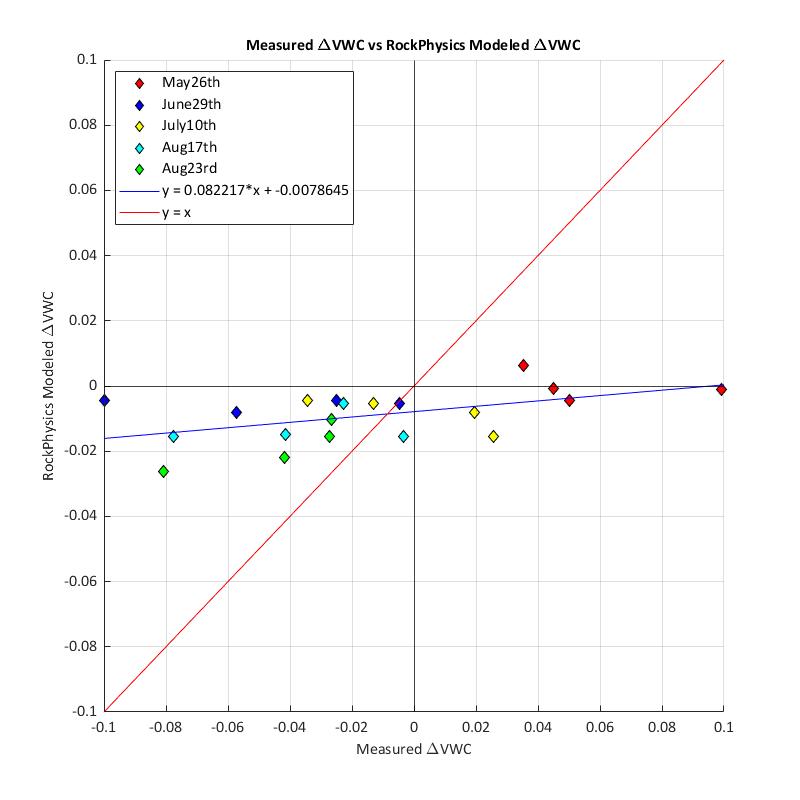 Measured ΔVWC vs RockPhysics Modeled ΔVWC
0.1
0.08
0.06
0.04
0.02
0
-0.02
-0.04
-0.06
-0.08
-0.1
RockPhysics Modeled ΔVWC
May26th
June29th
July10th
Aug17th
Aug23rd
y = 0.082217*x + -0.0078645
y = x
-0.1 -0.08 -0.06 -0.04 -0.02 0 0.02 0.04 0.06 0.08 0.1
Measured ΔVWC